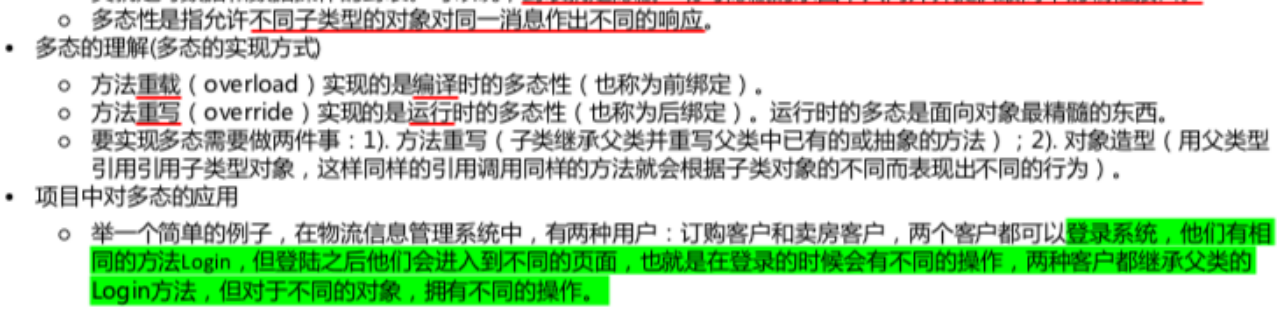 多态性是指允许不同子类型的对象对同一消息作出不同的响应。
多态的理解(多态的实现方式)
方法重载（overload）实现的是编译时的多态性（也称为前绑定）。
方法重写（override）实现的是运行时的多态性（也称为后绑定）。运行时的多态是面向对象最精髓的东西。
要实现多态需要做两件事：1). 方法重写（子类继承父类并重写父类中已有的或抽象的方法）；2). 对象造型（用父类型
引用引用子类型对象，这样同样的引用调用同样的方法就会根据子类对象的不同而表现出不同的行为）。
项目中对多态的应用
举一个简单的例子，在物流信息管理系统中，有两种用户：订购客户和卖房客户，两个客户都可以登录系统，他们有相
同的方法Login，但登陆之后他们会进入到不同的页面，也就是在登录的时候会有不同的操作，两种客户都继承父类的
Login方法，但对于不同的对象，拥有不同的操作。